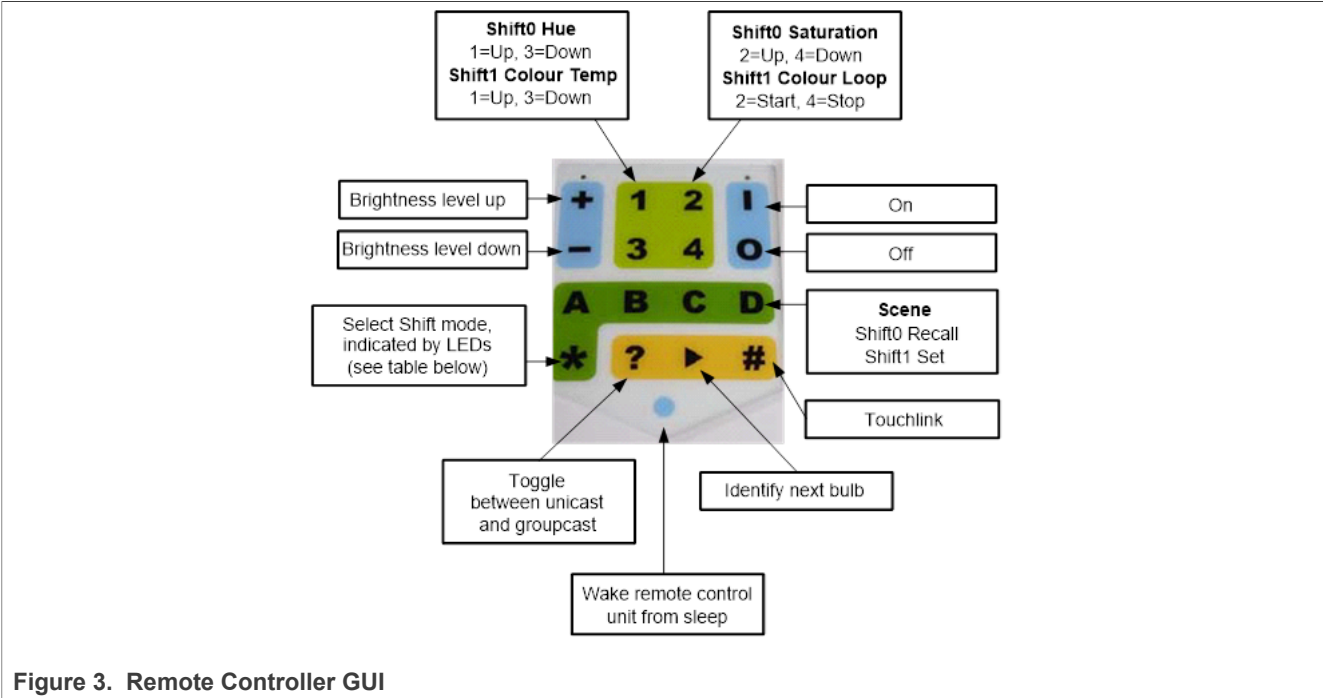 Shift0 Hue
1=Up, 3=Down
Shift1 Colour Temp
1=Up, 3=Down
Shift0 Saturation
2=Up, 4=Down
Shift1 Colour Loop
2=Start, 4=Stop
Brightness level up
+ 1 2 I
On
Brightness level down
− 3 4 O
Off
A B C D
Scene
Shift0 Recall
Shift1 Set
Select Shift mode,
indicated by LEDs
(see table below)
* ? ► #
Touchlink
Toggle
between unicast
and groupcast
Identify next bulb
Wake remote control
unit from sleep
Figure 3. Remote Controller GUI